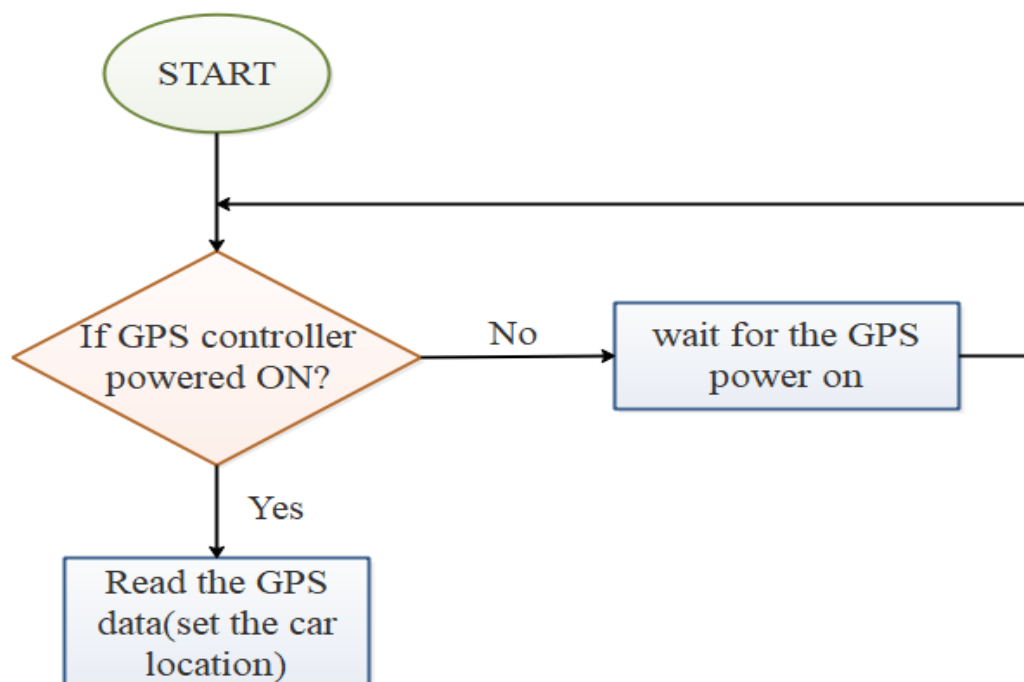 START
If GPS controller
powered ON?
No
wait for the GPS
power on
Yes
Read the GPS
data(set the car
location)